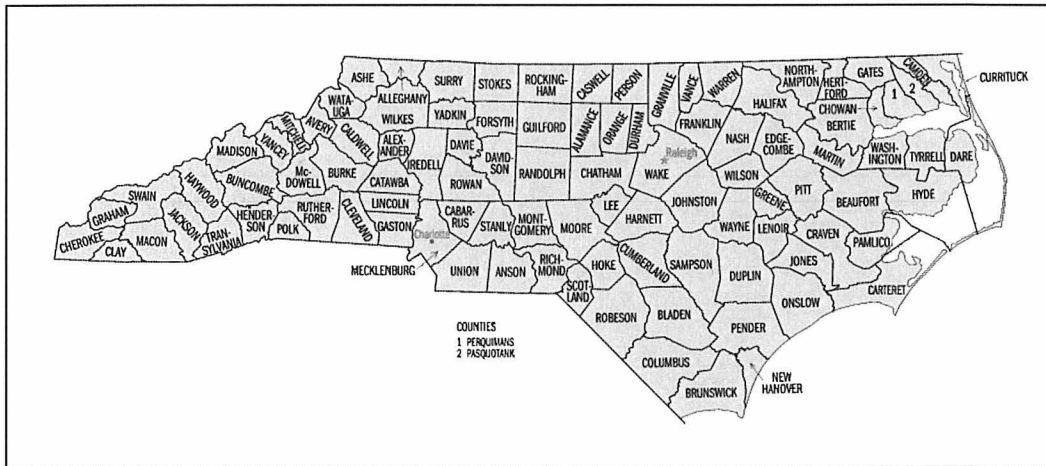 ASHE
SURRY
STOKES
ROCKING-
HAM
CASWELL
PERSON
GRANVILLE
VANCE
WARREN
NORTH-
AMPTON
HERT-
FORD
GATES
CAMDEN
CURRITUCK
ALLEGHANY
WATA-
UGA
WILKES
YADKIN
FORSYTH
GUILFORD
ALAMANCE
ORANGE
DURHAM
FRANKLIN
HALIFAX
CHOWAN
BERTIE
1
2
MITCHELL
AVERY
CALDWELL
ALEX-
ANDER
IREDELL
DAVIE
DAVID-
SON
RANDOLPH
CHATHAM
Raleigh
WAKE
NASH
EDGE-
COMBE
MARTIN
WASH-
INGTON
TYRRELL
DARE
MADISON
YANCEY
McDOWELL
BURKE
CATAWBA
ROWAN
WILSON
PITT
BEAUFORT
HYDE
SWAIN
HAYWOOD
BUNCOMBE
RUTHER-
FORD
CLEVELAND
LINCOLN
GASTON
CABAR-
RUS
STANLY
MONT-
GOMERY
MOORE
LEE
HARNETT
JOHNSTON
GREENE
WAYNE
LENOIR
CRAVEN
PAMLICO
GRAHAM
CHEROKEE
CLAY
MACON
JACKSON
TRAN-
SYLVANIA
HENDER-
SON
POLK
Charlotte
MECKLENBURG
UNION
ANSON
RICH-
MOND
SCOT-
LAND
HOKE
CUMBERLAND
SAMPSON
DUPLIN
JONES
CARTERET
ONSLOW
ROBESON
BLADEN
PENDER
COLUMBUS
BRUNSWICK
NEW
HANOVER
COUNTIES
1 PERQUIMANS
2 PASQUOTANK